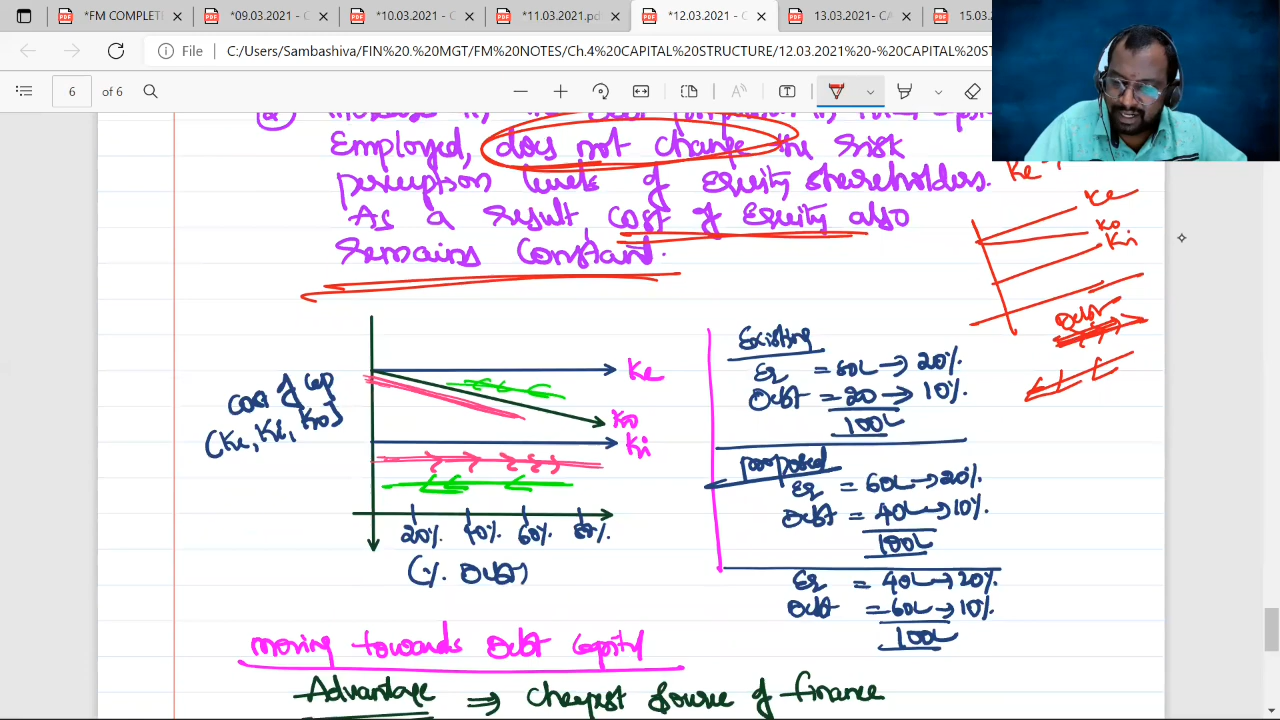 *FM COMPLETI
*09.03.2021 - C
*10.03.2021 - C
*11.03.2021.pd
*12.03.2021 - C
13.03.2021- CA
15.03
File
C:/Users/Sambashiva/FIN%20.%20MGT/FM%20NOTES/Ch.4%20CAPITAL%20STRUCTURE/12.03.2021%20-%20CAPITAL%20ST
6 of 6
Employed, does not change the risk
perception levels of Equity shareholders.
As a result, cost of Equity also
remains constant.
Ke
Ke
Ko
Ki
Debt
cost of cap
(Ke, Ki, Ko)
Ke
Ko
Ki
20% 40% 60% 80%
(% Debt)
Existing
Eq = 80L → 20%
Debt = 20 → 10%
100L
proposed
Eq = 60L → 20%
Debt = 40L → 10%
100L
Eq = 40L → 20%
Debt = 60L → 10%
100L
moving towards Debt Capital
Advantage ⇒ cheapest source of finance